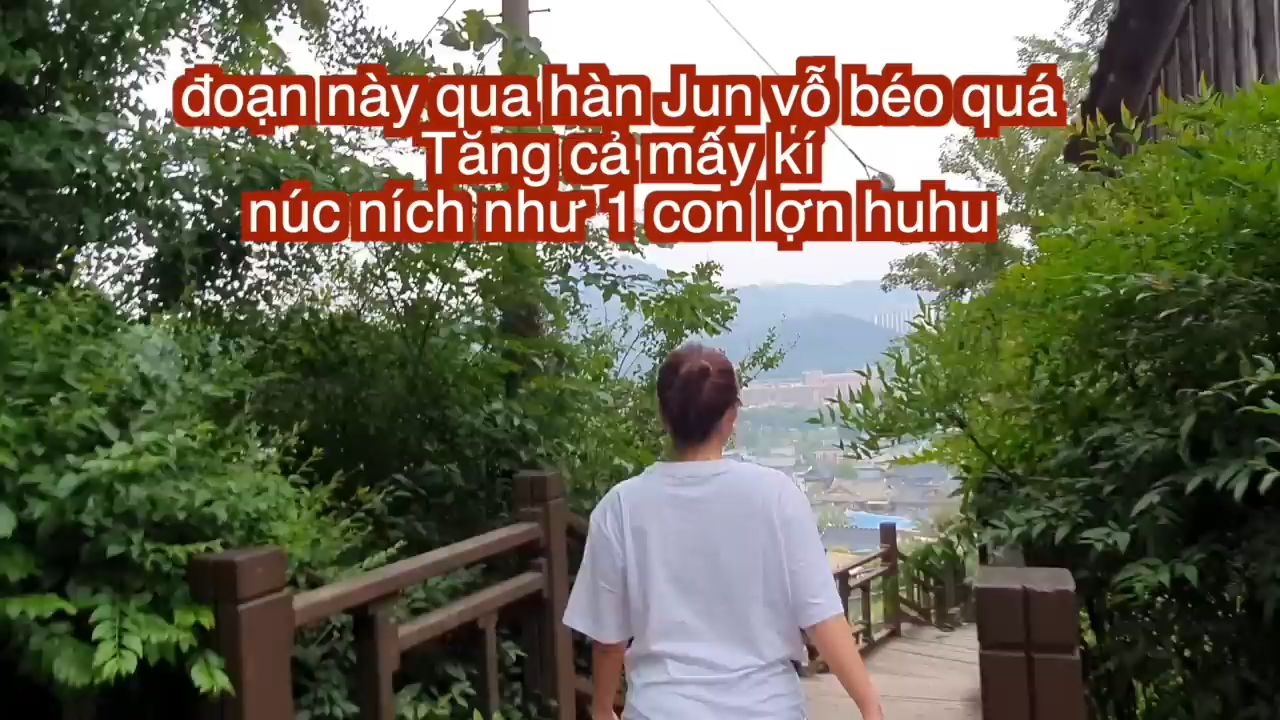 đoạn này qua hàn Jun vỗ béo quá
Tăng cả mấy kí
núc ních như 1 con lợn huhu